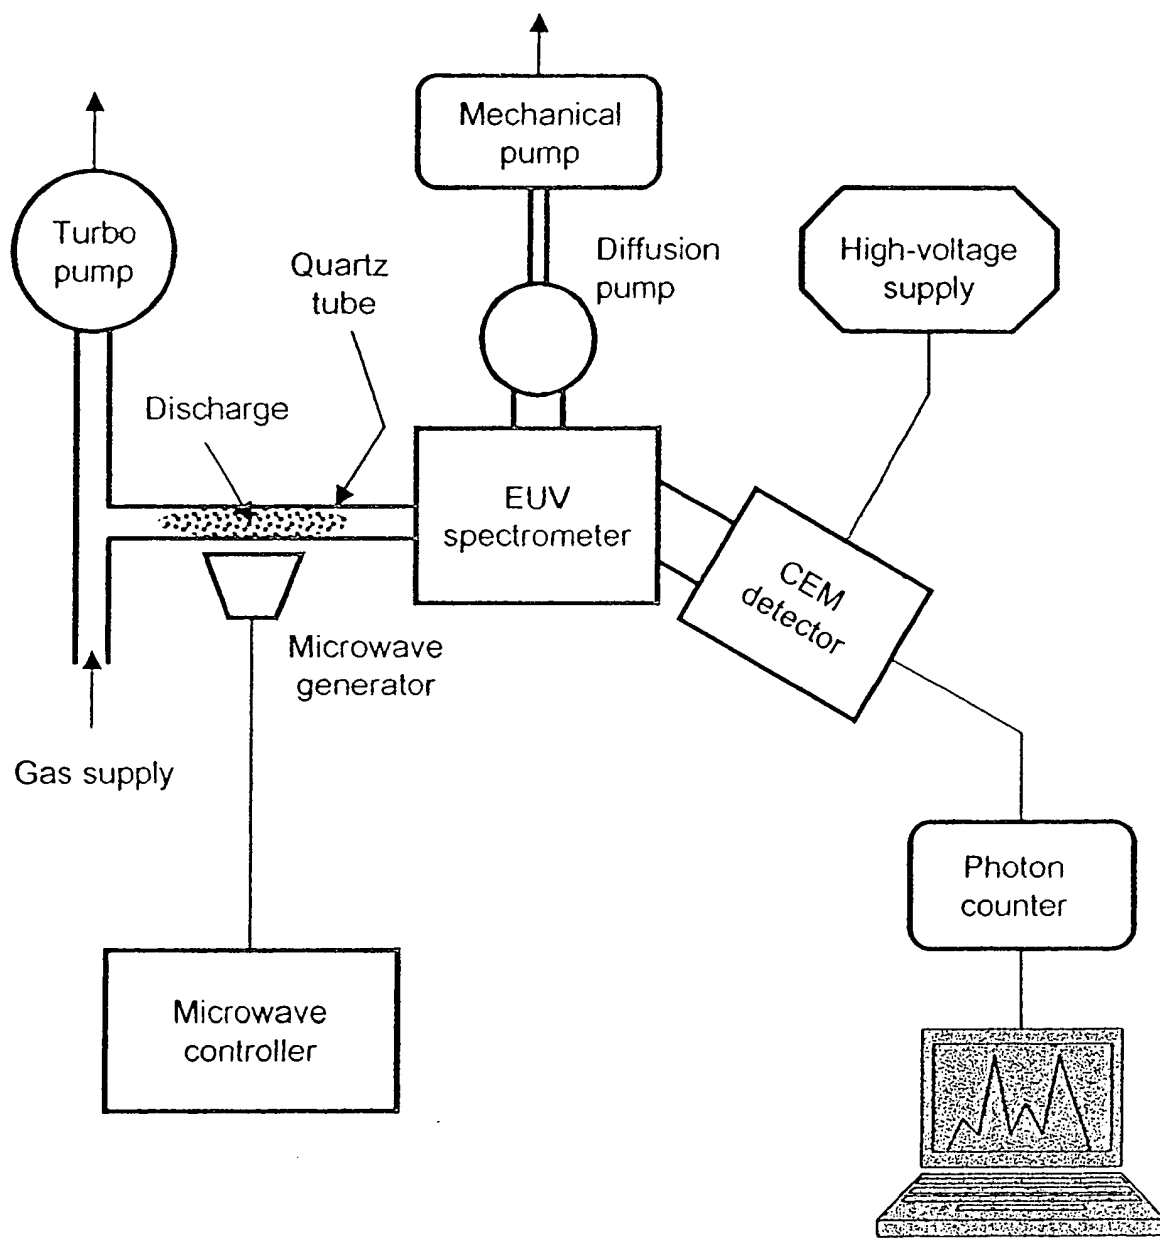 Mechanical
pump
Turbo
pump
Quartz
tube
Diffusion
pump
High-voltage
supply
Discharge
EUV
spectrometer
CEM
detector
Microwave
generator
Gas supply
Photon
counter
Microwave
controller